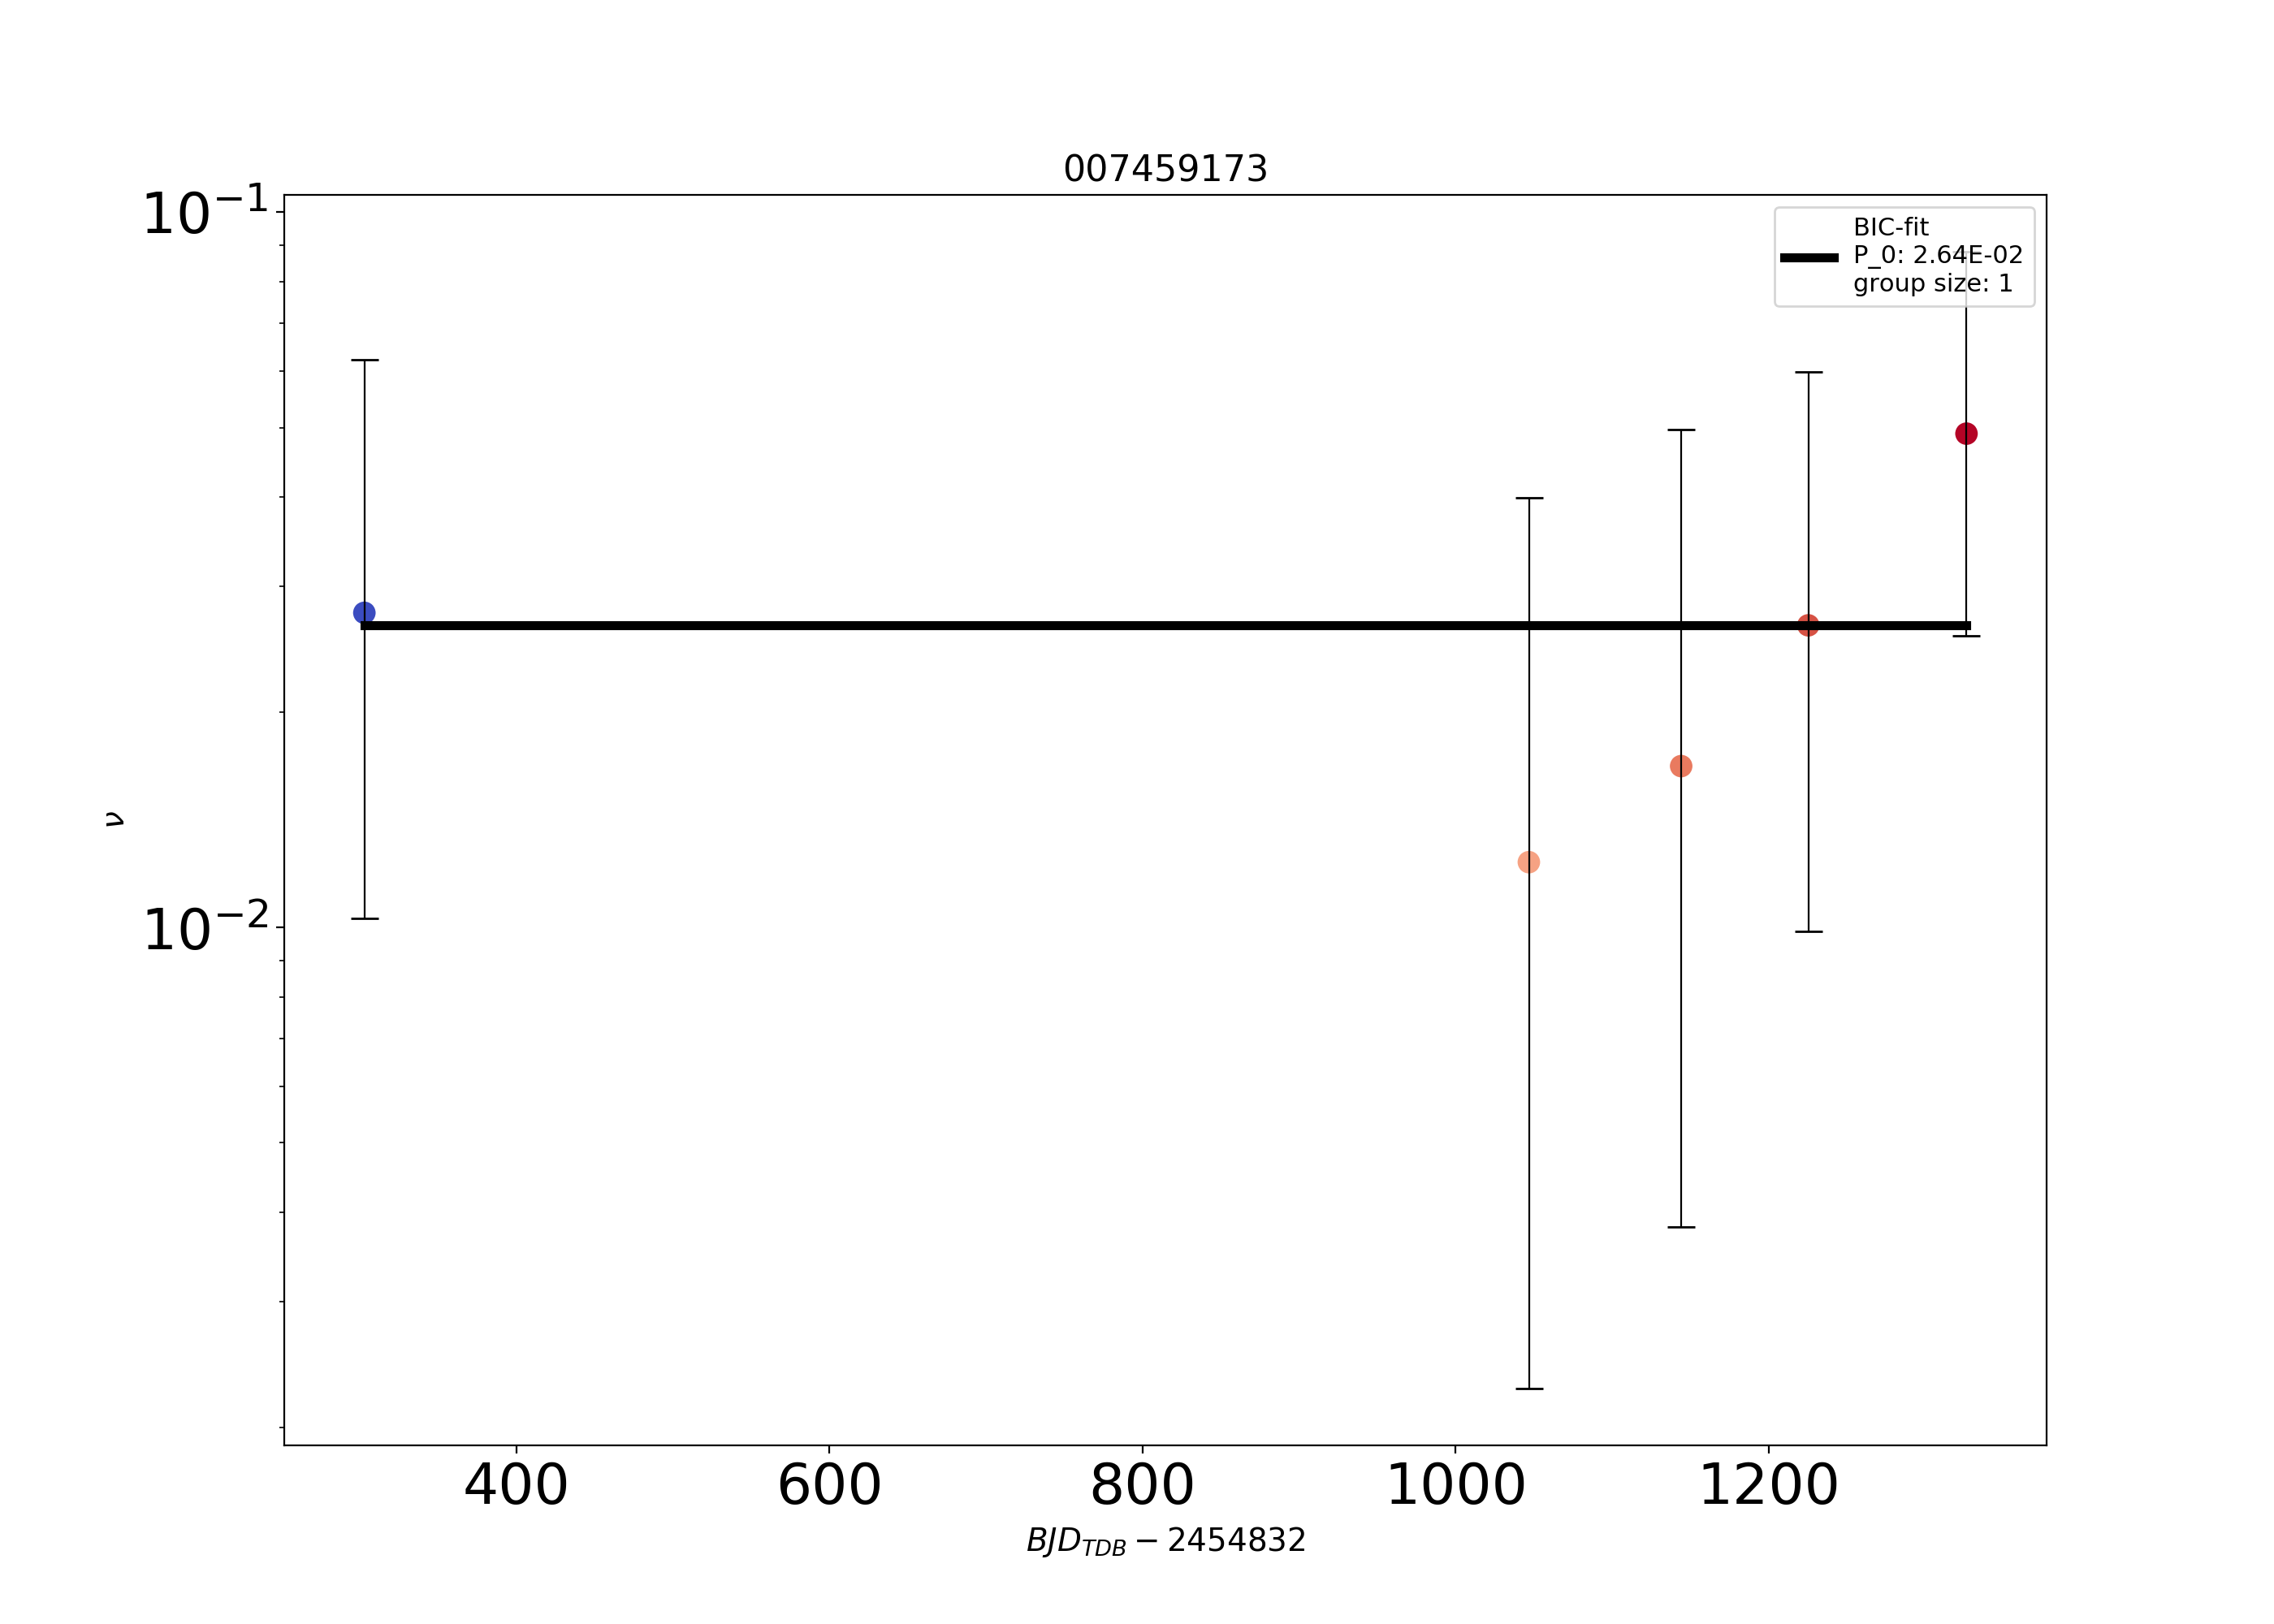 007459173
10⁻¹
BIC-fit
P_0: 2.64E-02
group size: 1
ν
10⁻²
400 600 800 1000 1200
BJD_TDB − 2454832